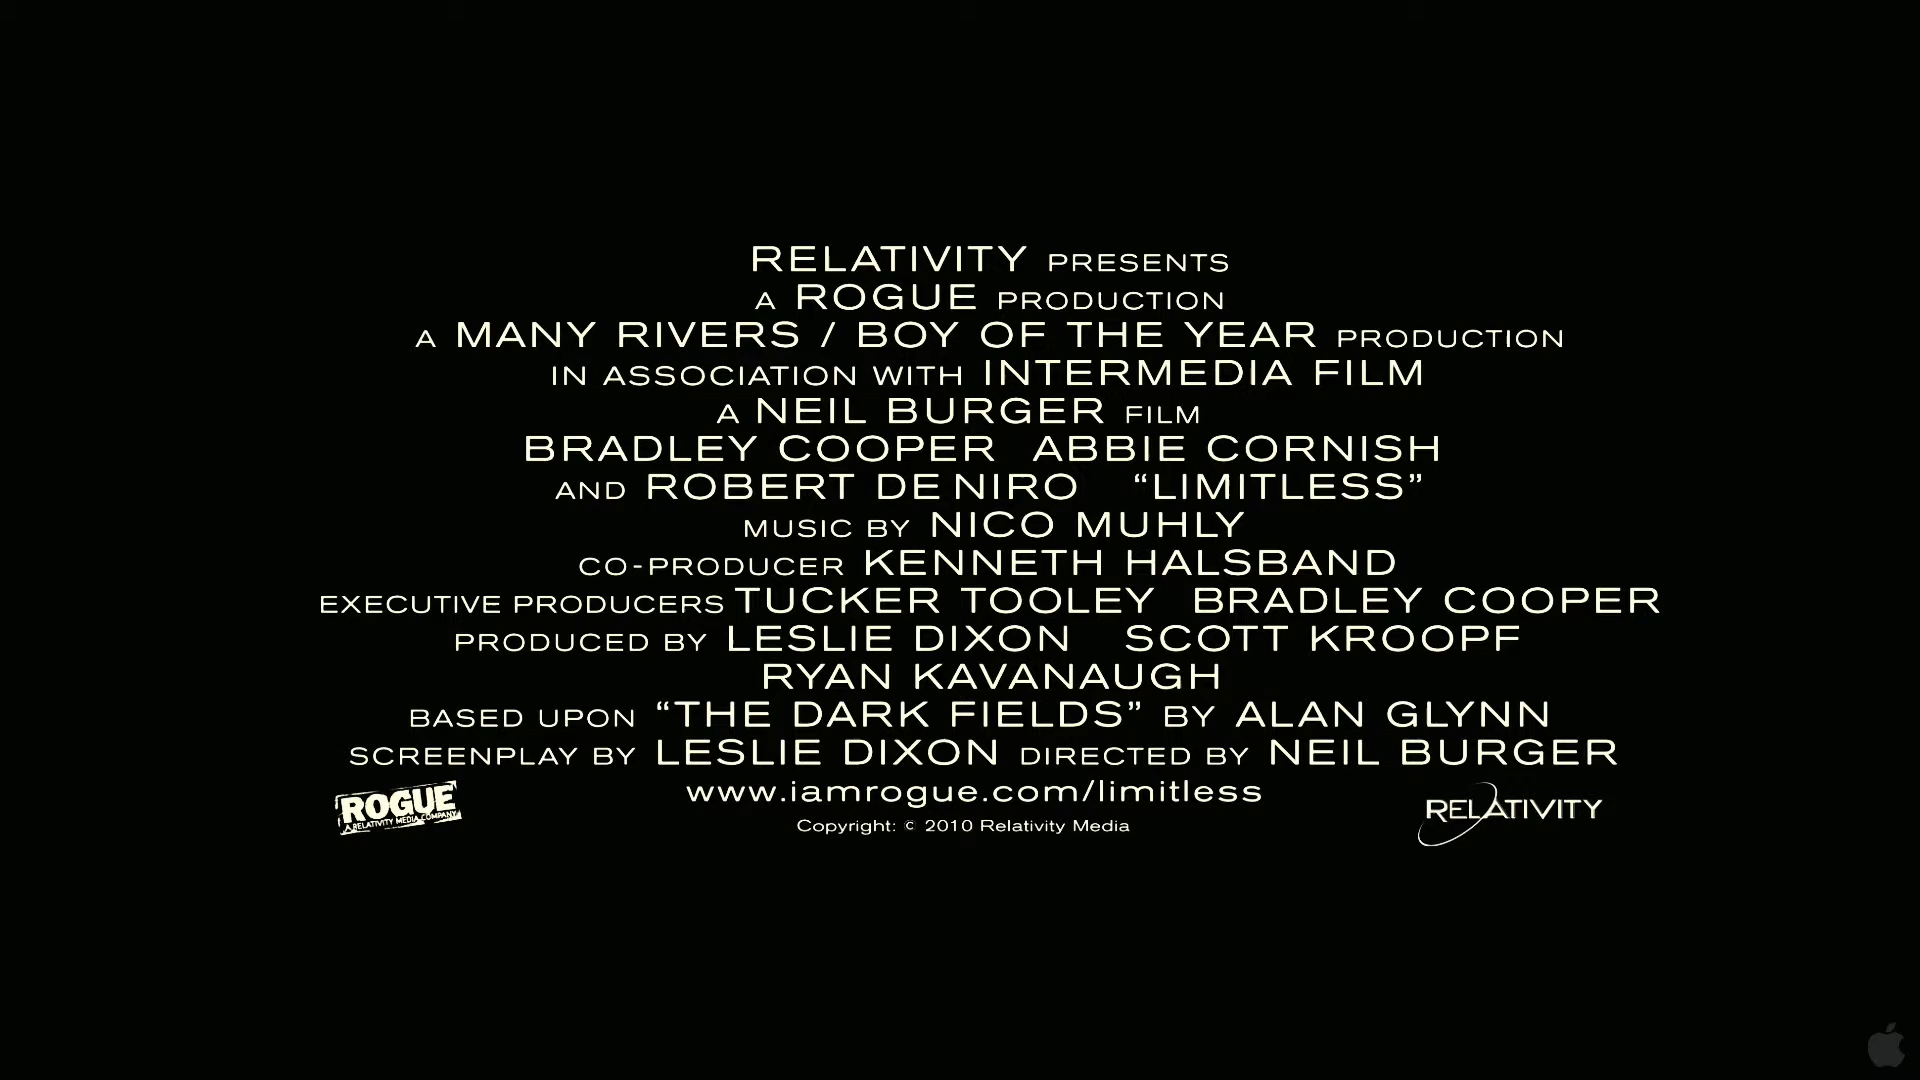 RELATIVITY PRESENTS
A ROGUE PRODUCTION
A MANY RIVERS / BOY OF THE YEAR PRODUCTION
IN ASSOCIATION WITH INTERMEDIA FILM
A NEIL BURGER FILM
BRADLEY COOPER ABBIE CORNISH
AND ROBERT DE NIRO “LIMITLESS”
MUSIC BY NICO MUHLY
CO-PRODUCER KENNETH HALSBAND
EXECUTIVE PRODUCERS TUCKER TOOLEY BRADLEY COOPER
PRODUCED BY LESLIE DIXON SCOTT KROOPF
RYAN KAVANAUGH
BASED UPON “THE DARK FIELDS” BY ALAN GLYNN
SCREENPLAY BY LESLIE DIXON DIRECTED BY NEIL BURGER
www.iamrogue.com/limitless
Copyright: © 2010 Relativity Media
ROGUE
A RELATIVITY MEDIA COMPANY
RELATIVITY